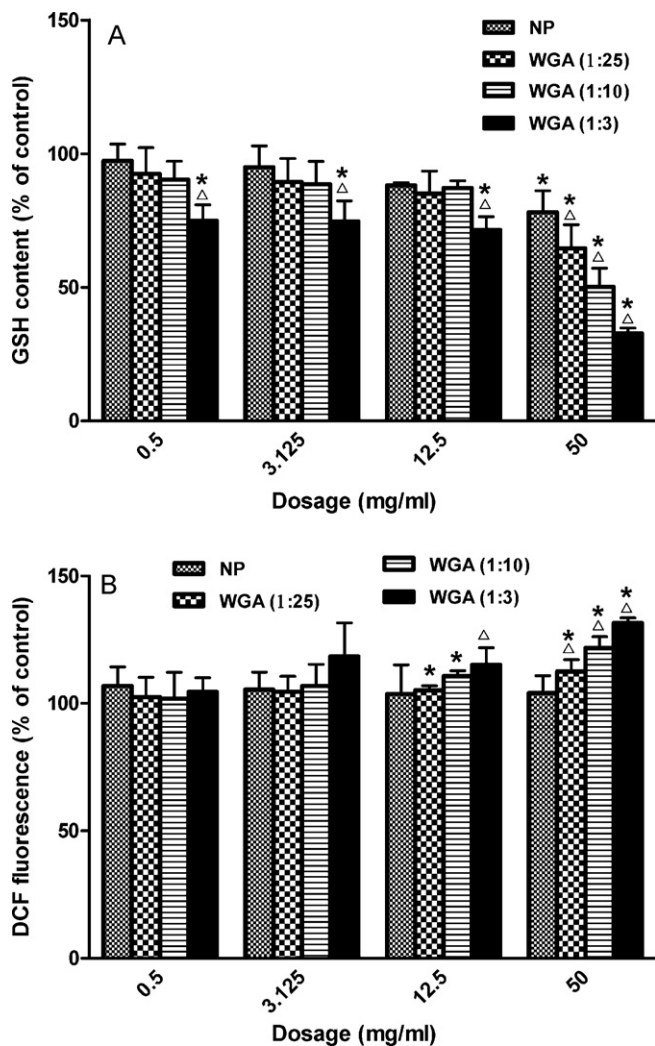 A
NP
WGA (1:25)
WGA (1:10)
WGA (1:3)
GSH content (% of control)
150
100
50
0
* △
* △
* △
* * △ * △ * △
0.5 3.125 12.5 50
Dosage (mg/ml)
B
NP
WGA (1:25)
WGA (1:10)
WGA (1:3)
DCF fluorescence (% of control)
150
100
50
0
* * △
* △ * △ * △
0.5 3.125 12.5 50
Dosage (mg/ml)